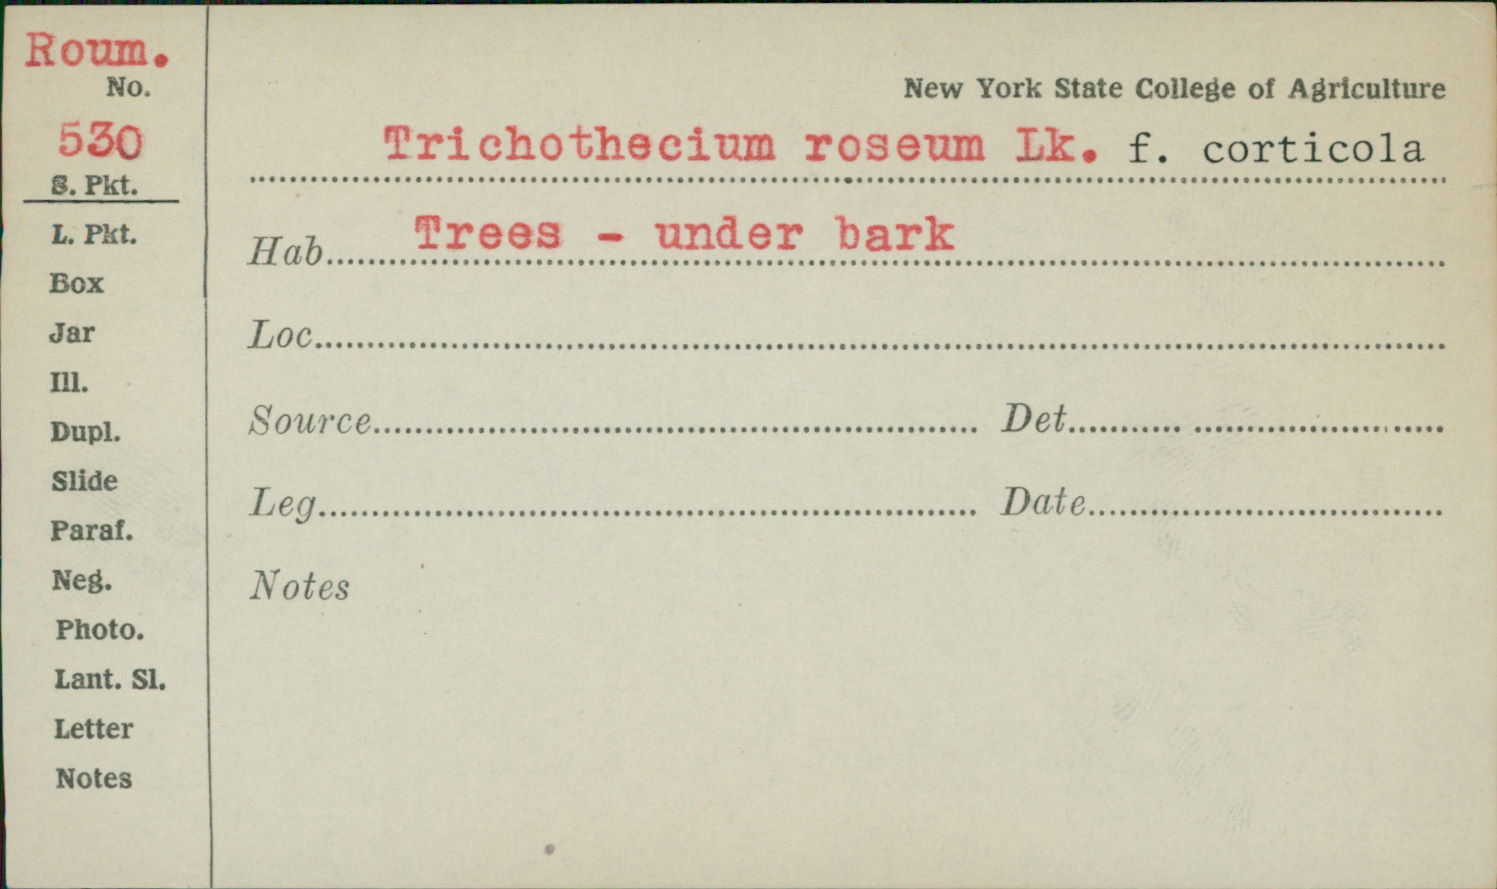 Roum.
No.
530
S. Pkt.
L. Pkt.
Box
Jar
Ill.
Dupl.
Slide
Paraf.
Neg.
Photo.
Lant. Sl.
Letter
Notes
New York State College of Agriculture
Trichothecium roseum Lk. f. corticola
Hab. Trees - under bark
Loc.
Source Det.
Leg. Date
Notes